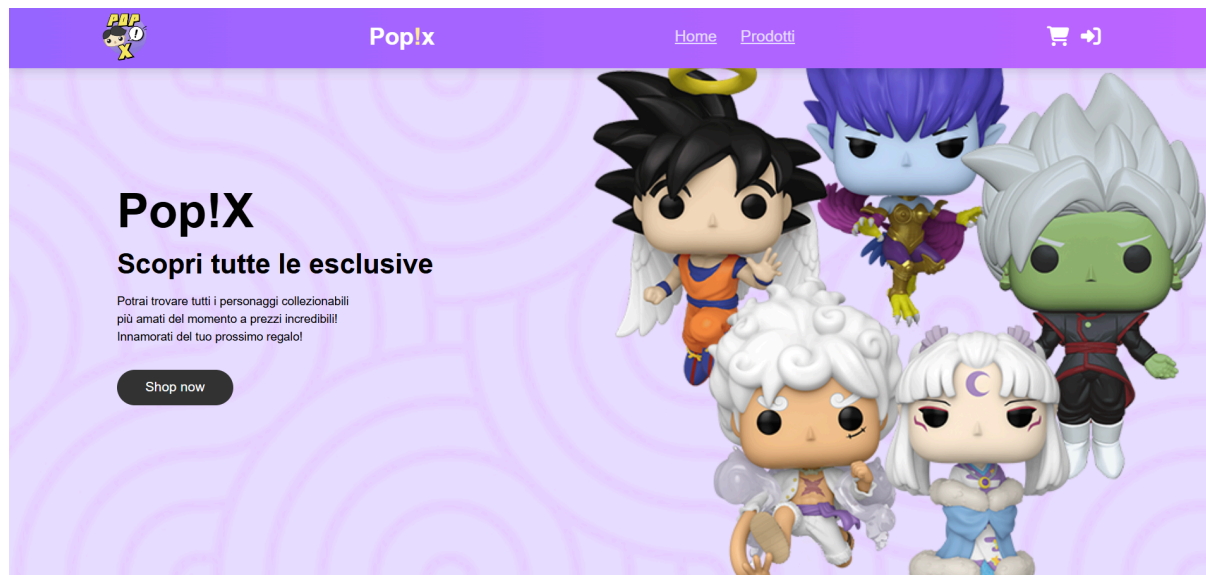 POP
!
X
Pop!x
Home
Prodotti
Pop!X
Scopri tutte le esclusive
Potrai trovare tutti i personaggi collezionabili
più amati del momento a prezzi incredibili!
Innamorati del tuo prossimo regalo!
Shop now